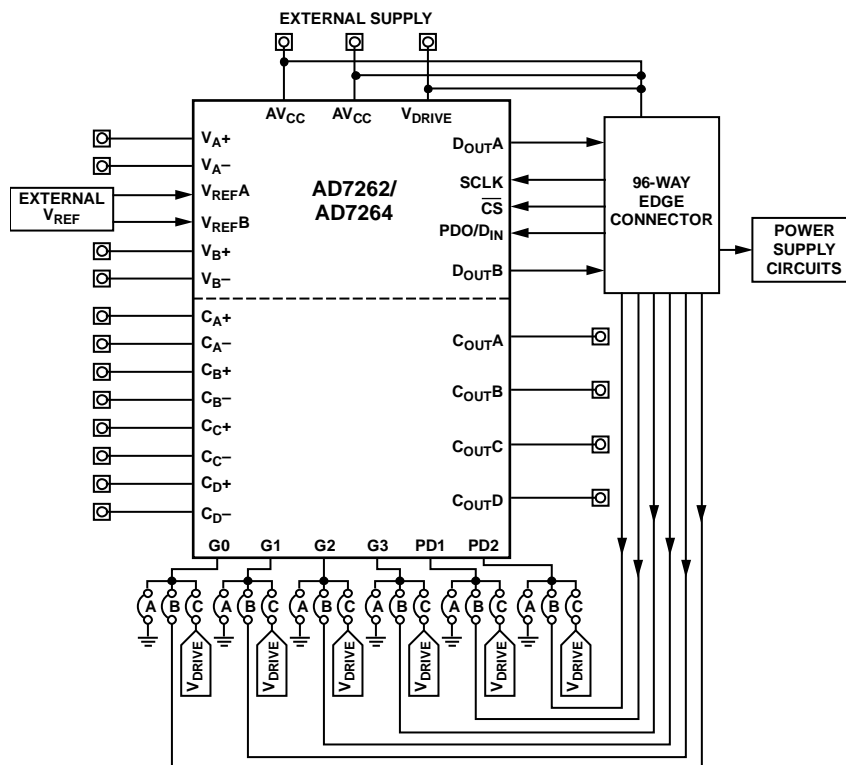 EXTERNAL SUPPLY
AVCC
AVCC
VDRIVE
VA+
VA−
VREFA
VREFB
VB+
VB−
EXTERNAL
VREF
AD7262/
AD7264
DOUTA
SCLK
CS
PDO/DIN
DOUTB
96-WAY
EDGE
CONNECTOR
POWER
SUPPLY
CIRCUITS
CA+
CA−
CB+
CB−
CC+
CC−
CD+
CD−
COUTA
COUTB
COUTC
COUTD
G0
G1
G2
G3
PD1
PD2
A B C
A B C
A B C
A B C
A B C
A B C
VDRIVE
VDRIVE
VDRIVE
VDRIVE
VDRIVE
VDRIVE